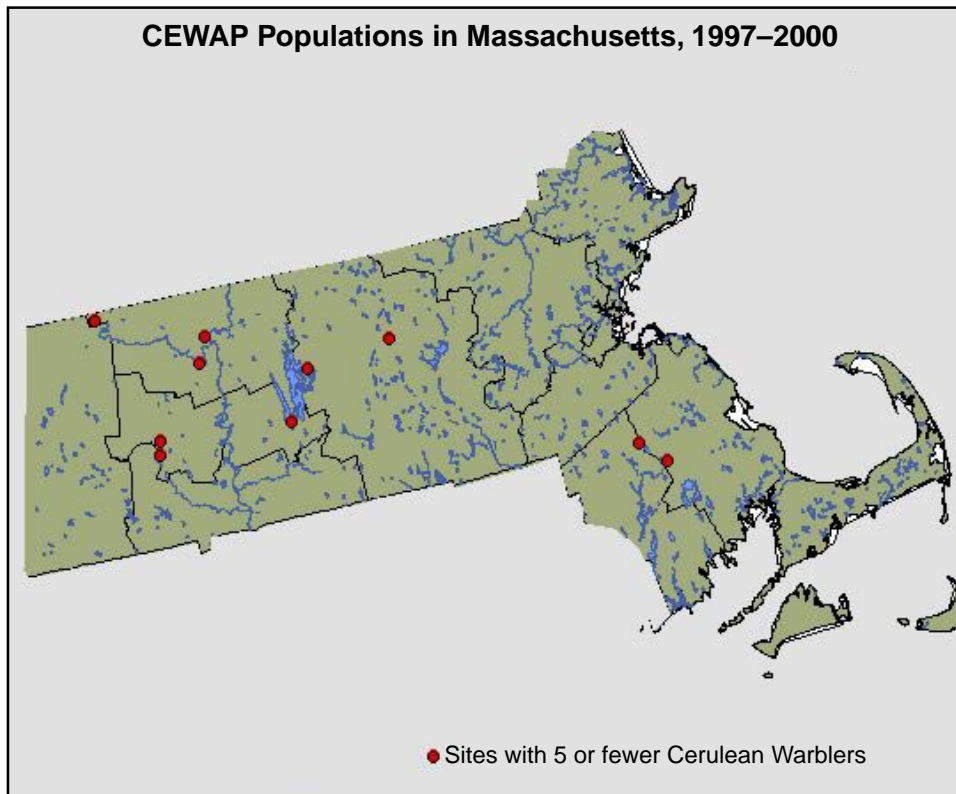 CEWAP Populations in Massachusetts, 1997–2000
Sites with 5 or fewer Cerulean Warblers